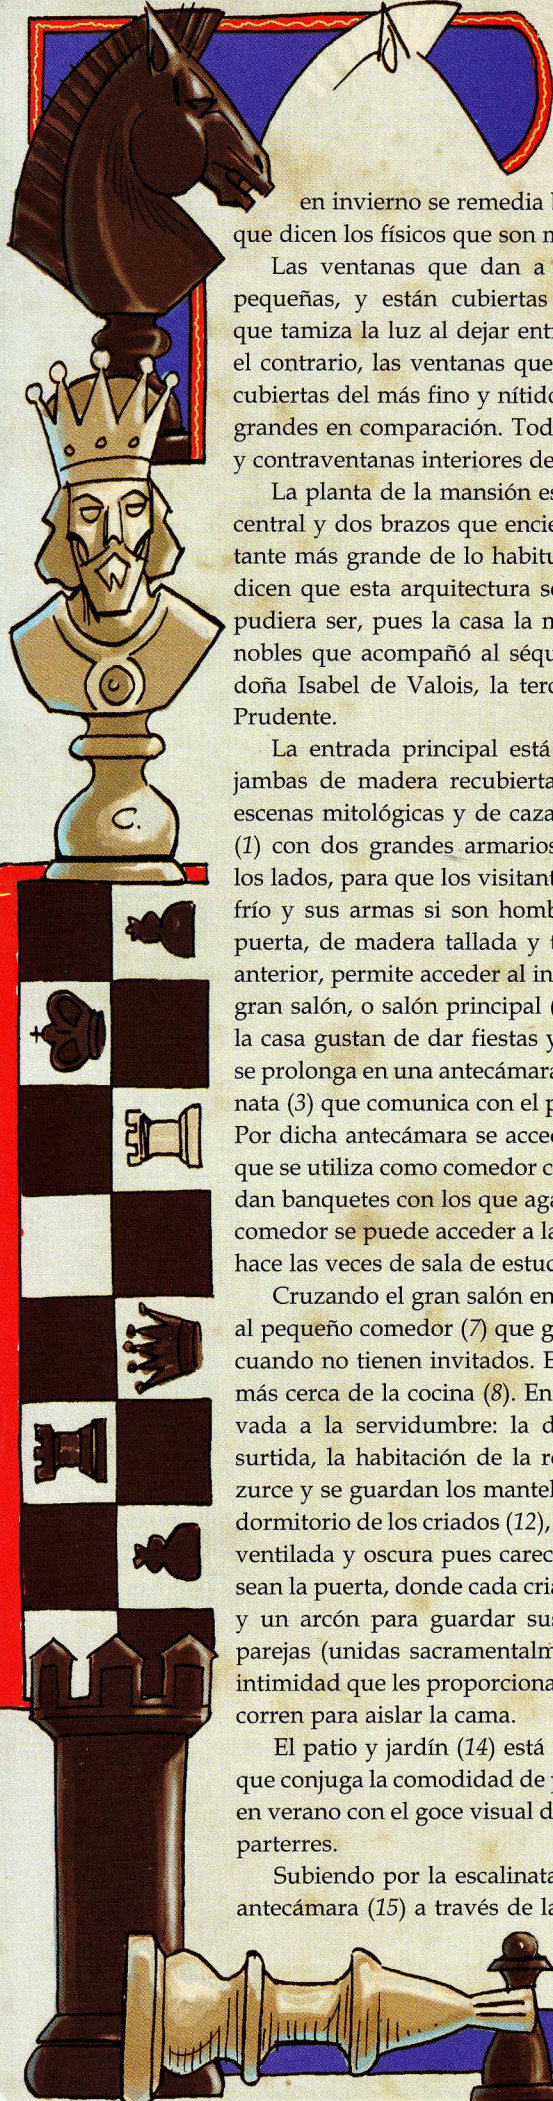 en invierno se remedia
que dicen los físicos que son
Las ventanas que dan a
pequeñas, y están cubiertas
que tamiza la luz al dejar
el contrario, las ventanas que
cubiertas del más fino y nítido
grandes en comparación. Tod
y contraventanas interiores de
La planta de la mansión es
central y dos brazos que encie
tante más grande de lo habitu
dicen que esta arquitectura se
pudiera ser, pues la casa la
nobles que acompañó al séqu
doña Isabel de Valois, la terc
Prudente.
La entrada principal está
jambas de madera recubierta
escenas mitológicas y de caza
(1) con dos grandes armarios
los lados, para que los visitant
frío y sus armas si son homb
puerta, de madera tallada y
anterior, permite acceder al in
gran salón, o salón principal (
la casa gustan de dar fiestas y
se prolonga en una antecámara
nata (3) que comunica con el p
Por dicha antecámara se acced
que se utiliza como comedor c
dan banquetes con los que aga
comedor se puede acceder a la
hace las veces de sala de estud
Cruzando el gran salón en
al pequeño comedor (7) que g
cuando no tienen invitados. E
más cerca de la cocina (8). En
vada a la servidumbre: la d
surtida, la habitación de la r
zurce y se guardan los mantel
dormitorio de los criados (12),
ventilada y oscura pues carec
sean la puerta, donde cada cria
y un arcón para guardar sus
parejas (unidas sacramentalm
intimidad que les proporciona
corren para aislar la cama.
El patio y jardín (14) está
que conjuga la comodidad de
en verano con el goce visual d
parterres.
Subiendo por la escalinata
antecámara (15) a través de la
C.